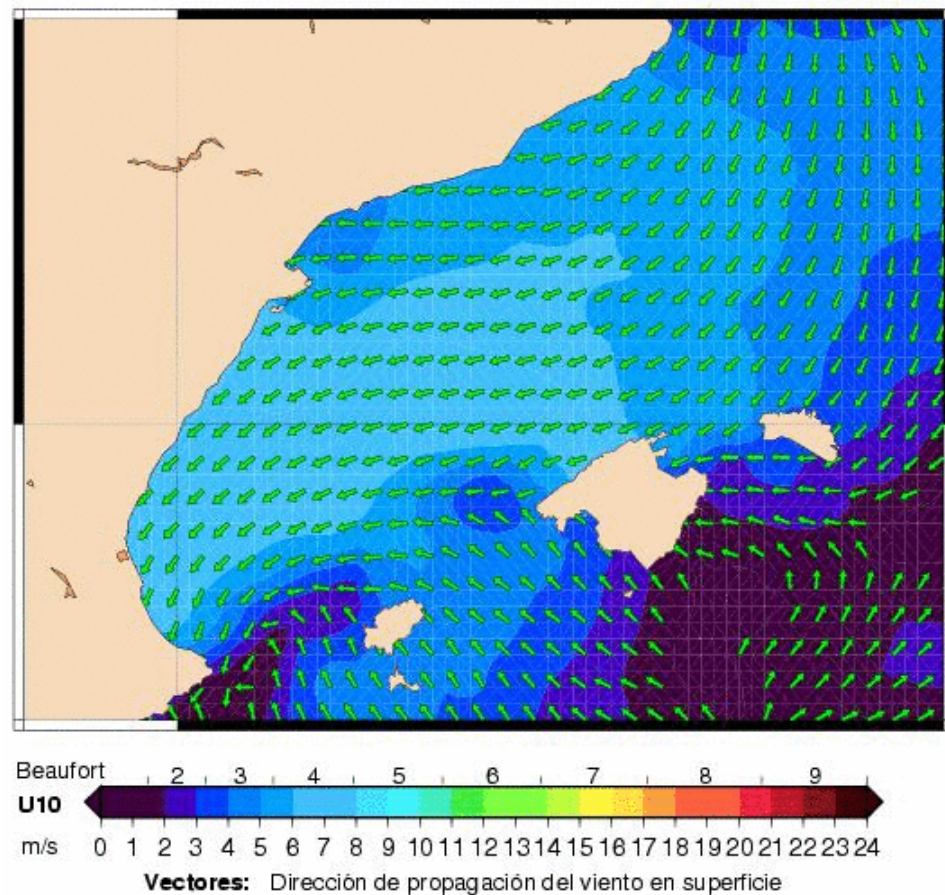 Beaufort 2 3 4 5 6 7 8 9
U10
m/s 0 1 2 3 4 5 6 7 8 9 10 11 12 13 14 15 16 17 18 19 20 21 22 23 24
Vectores: Dirección de propagación del viento en superficie